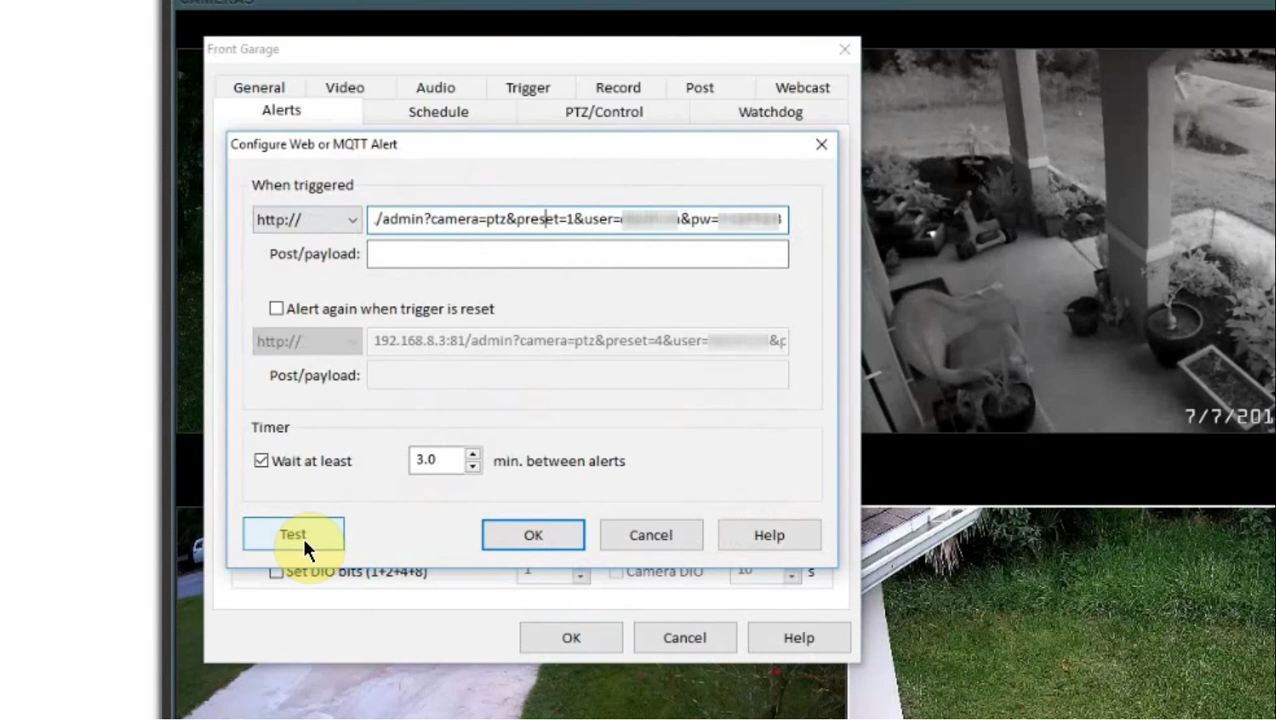 CAMERAS
Front Garage
General Video Audio Trigger Record Post Webcast
Alerts Schedule PTZ/Control Watchdog
Configure Web or MQTT Alert
When triggered
http:// /admin?camera=ptz&preset=1&user= &pw=
Post/payload:
Alert again when trigger is reset
http:// 192.168.8.3:81/admin?camera=ptz&preset=4&user= &p
Post/payload:
Timer
Wait at least 3.0 min. between alerts
Test OK Cancel Help
Set DIO bits (1+2+4+8) 1 Camera DIO 10 s
OK Cancel Help
7/7/201